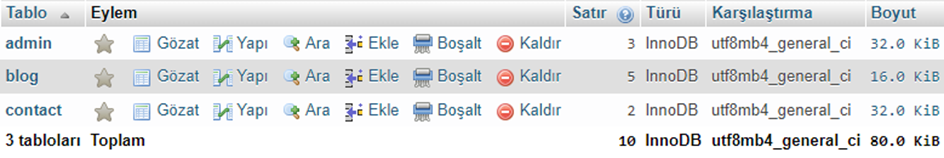 Tablo Eylem Satır Türü Karşılaştırma Boyut
admin Gözat Yapı Ara Ekle Boşalt Kaldır 3 InnoDB utf8mb4_general_ci 32.0 KiB
blog Gözat Yapı Ara Ekle Boşalt Kaldır 5 InnoDB utf8mb4_general_ci 16.0 KiB
contact Gözat Yapı Ara Ekle Boşalt Kaldır 2 InnoDB utf8mb4_general_ci 32.0 KiB
3 tabloları Toplam 10 InnoDB utf8mb4_general_ci 80.0 KiB